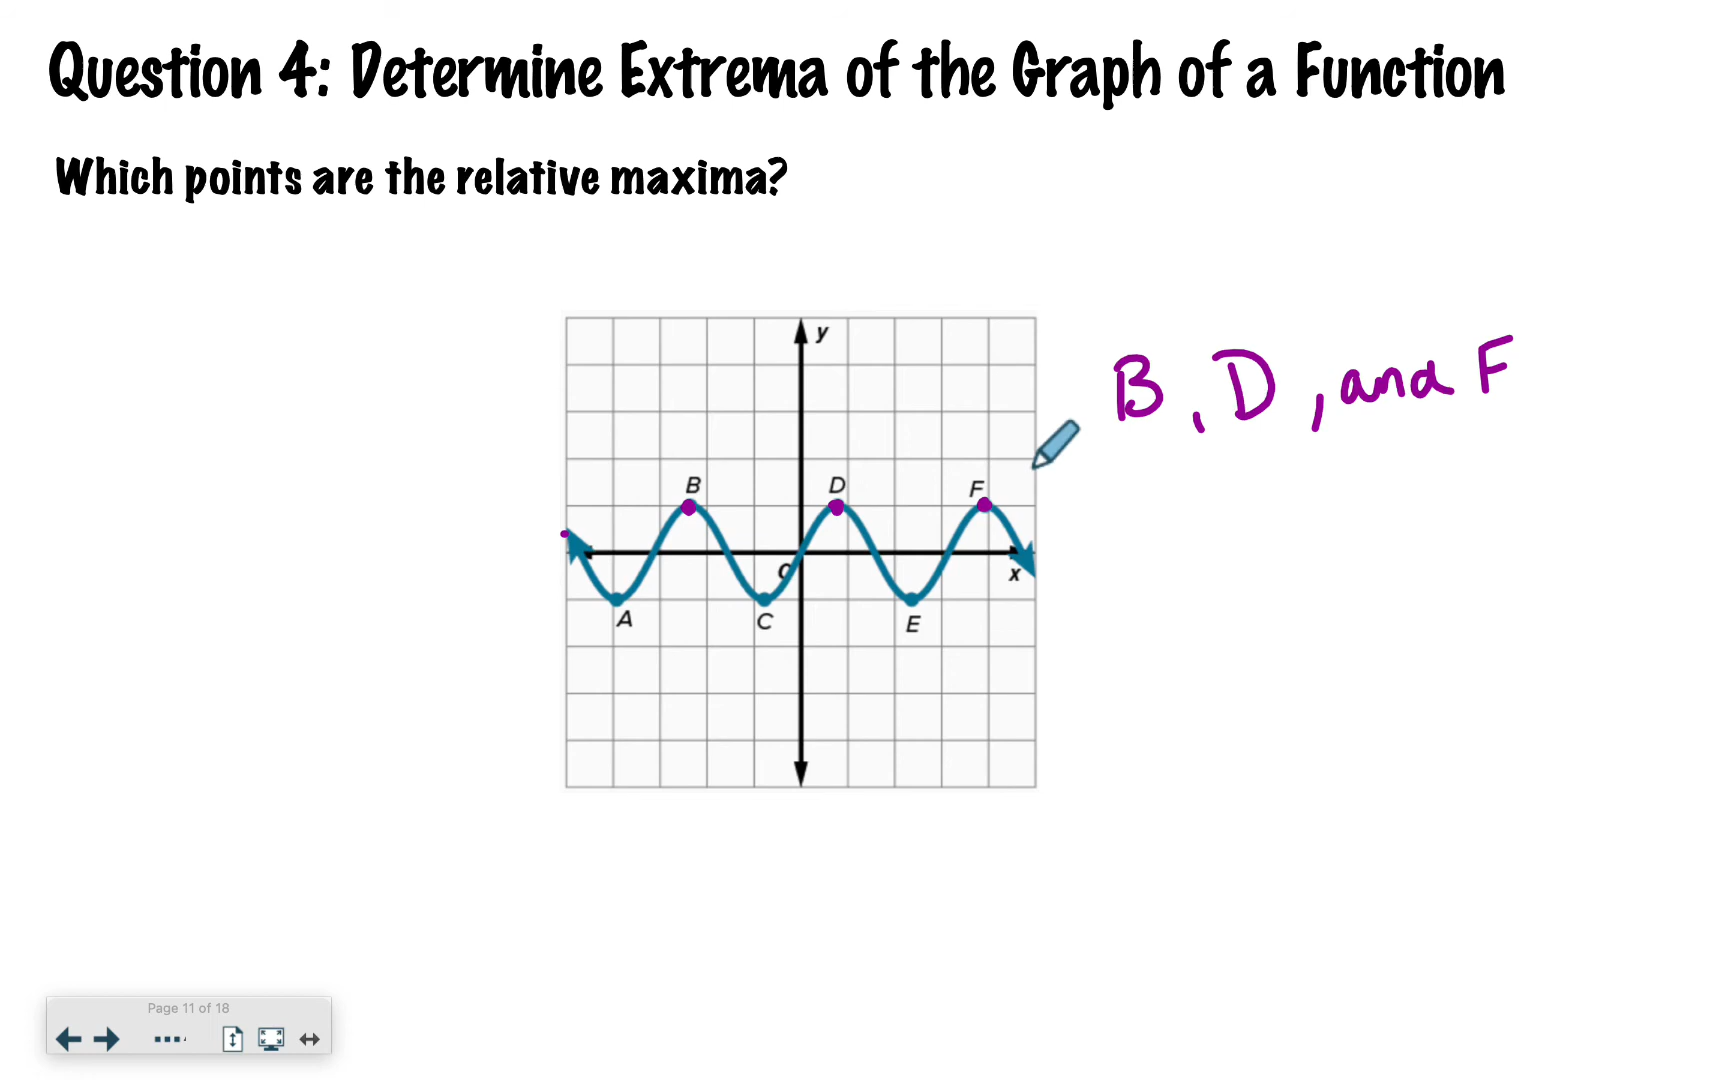 Question 4: Determine Extrema of the Graph of a Function
Which points are the relative maxima?
y
B, D, and F
B
D
F
O
x
A
C
E
Page 11 of 18